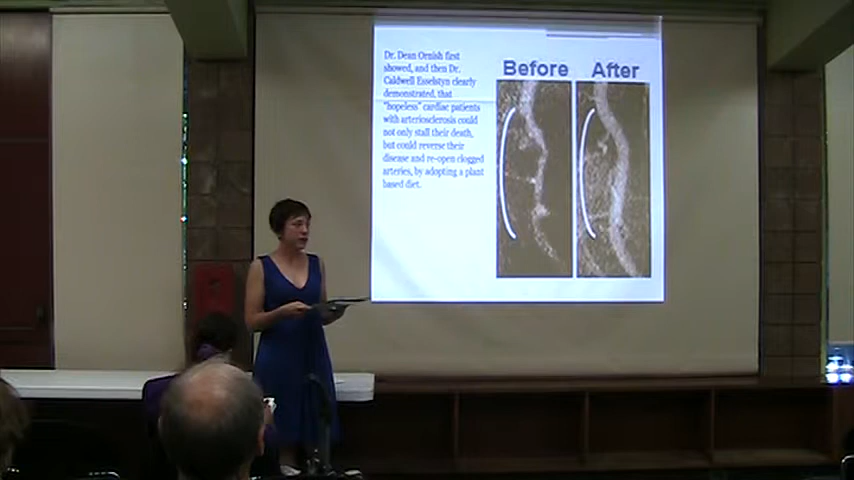 Dr. Dean Ornish first
showed, and then Dr.
Caldwell Esselstyn clearly
demonstrated, that
"hopeless" cardiac patients
with arteriosclerosis could
not only stall their death,
but could reverse their
disease and re-open clogged
arteries, by adopting a plant
based diet.
Before After